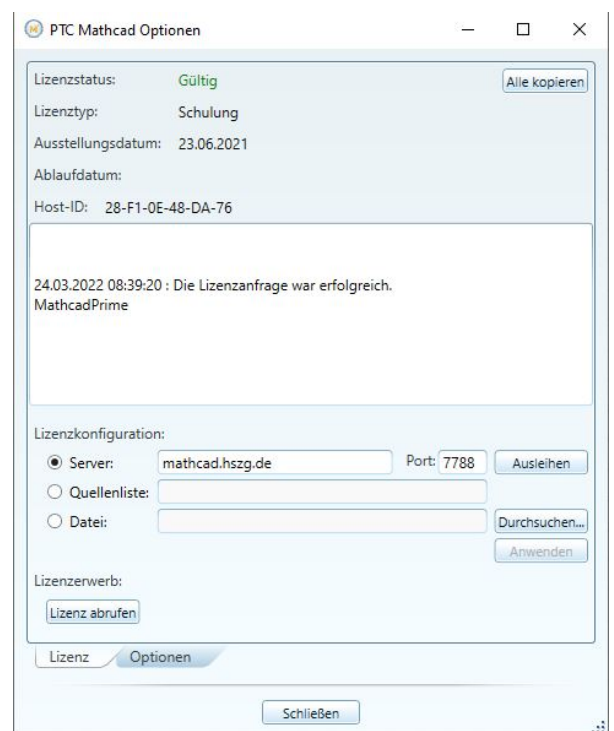 PTC Mathcad Optionen
Lizenzstatus: Gültig Alle kopieren
Lizenztyp: Schulung
Ausstellungsdatum: 23.06.2021
Ablaufdatum:
Host-ID: 28-F1-0E-48-DA-76
24.03.2022 08:39:20 : Die Lizenzanfrage war erfolgreich.
MathcadPrime
Lizenzkonfiguration:
Server: mathcad.hszg.de Port: 7788 Ausleihen
Quellenliste:
Datei: Durchsuchen...
Anwenden
Lizenzerwerb:
Lizenz abrufen
Lizenz Optionen
Schließen